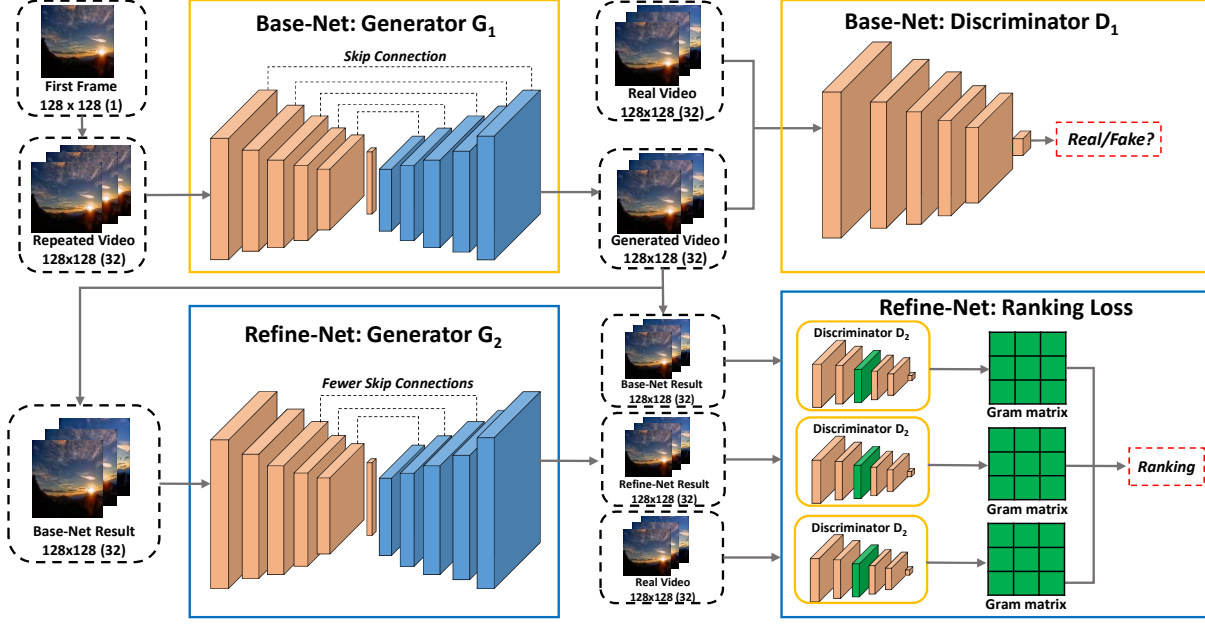 Base-Net: Generator G1
Skip Connection
First Frame
128 x 128 (1)
Repeated Video
128x128 (32)
Real Video
128x128 (32)
Generated Video
128x128 (32)
Base-Net: Discriminator D1
Real/Fake?
Refine-Net: Generator G2
Fewer Skip Connections
Base-Net Result
128x128 (32)
Base-Net Result
128x128 (32)
Refine-Net Result
128x128 (32)
Real Video
128x128 (32)
Refine-Net: Ranking Loss
Discriminator D2
Gram matrix
Discriminator D2
Gram matrix
Discriminator D2
Gram matrix
Ranking